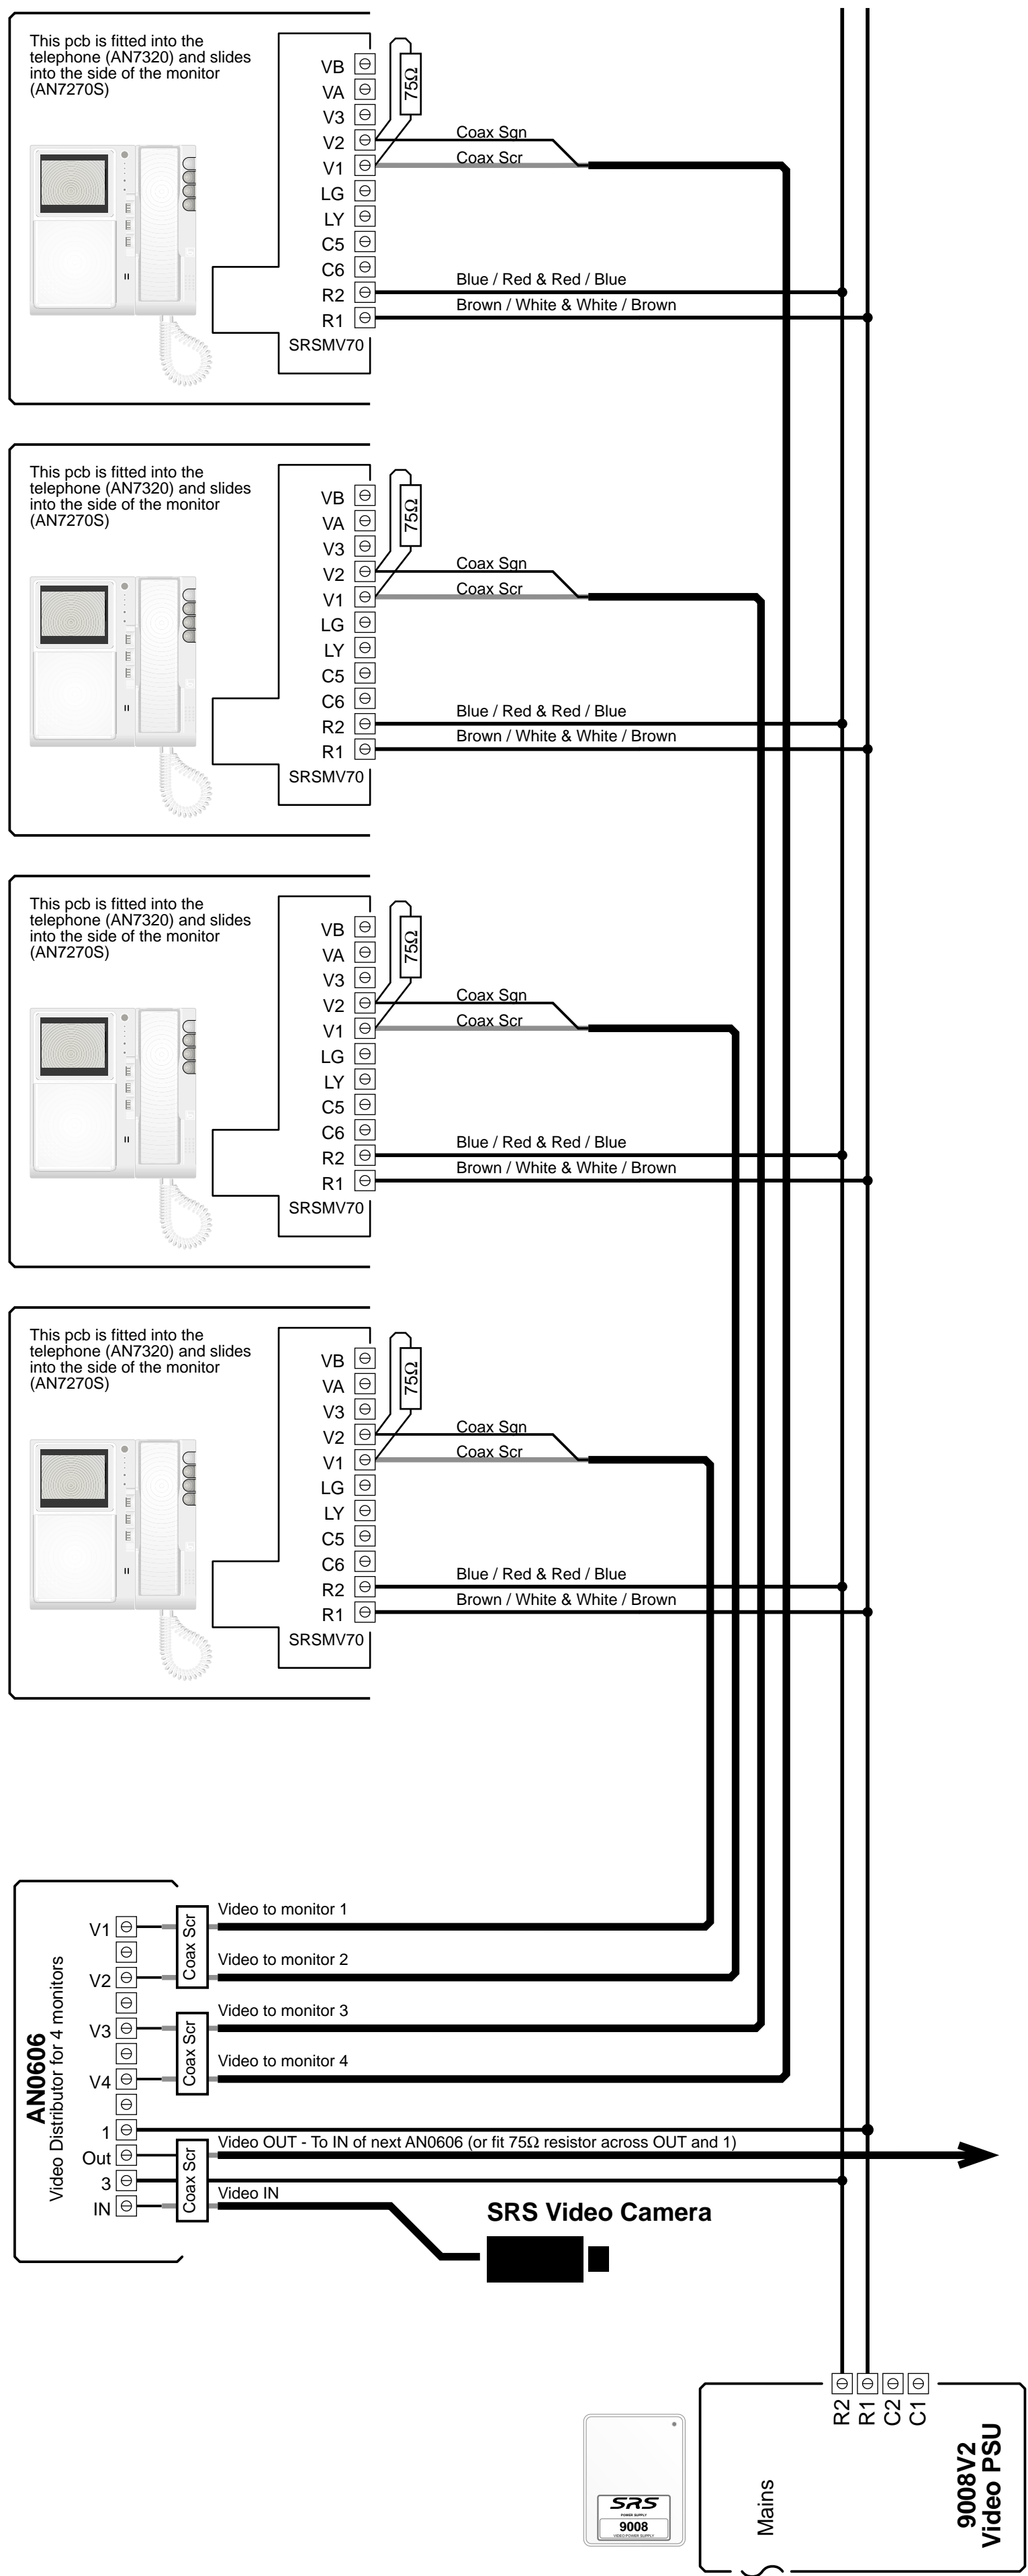 This pcb is fitted into the
telephone (AN7320) and slides
into the side of the monitor
(AN7270S)
VB
VA
V3
V2
V1
LG
LY
C5
C6
R2
R1
SRSMV70
75Ω
Coax Sgn
Coax Scr
Blue / Red & Red / Blue
Brown / White & White / Brown
This pcb is fitted into the
telephone (AN7320) and slides
into the side of the monitor
(AN7270S)
VB
VA
V3
V2
V1
LG
LY
C5
C6
R2
R1
SRSMV70
75Ω
Coax Sgn
Coax Scr
Blue / Red & Red / Blue
Brown / White & White / Brown
This pcb is fitted into the
telephone (AN7320) and slides
into the side of the monitor
(AN7270S)
VB
VA
V3
V2
V1
LG
LY
C5
C6
R2
R1
SRSMV70
75Ω
Coax Sgn
Coax Scr
Blue / Red & Red / Blue
Brown / White & White / Brown
This pcb is fitted into the
telephone (AN7320) and slides
into the side of the monitor
(AN7270S)
VB
VA
V3
V2
V1
LG
LY
C5
C6
R2
R1
SRSMV70
75Ω
Coax Sgn
Coax Scr
Blue / Red & Red / Blue
Brown / White & White / Brown
AN0606
Video Distributor for 4 monitors
V1
V2
V3
V4
1
Out
3
IN
Coax Scr
Coax Scr
Coax Scr
Video to monitor 1
Video to monitor 2
Video to monitor 3
Video to monitor 4
Video OUT - To IN of next AN0606 (or fit 75Ω resistor across OUT and 1)
Video IN
SRS Video Camera
R2
R1
C2
C1
Mains
9008V2
Video PSU
SRS
POWER SUPPLY
9008
VIDEO POWER SUPPLY